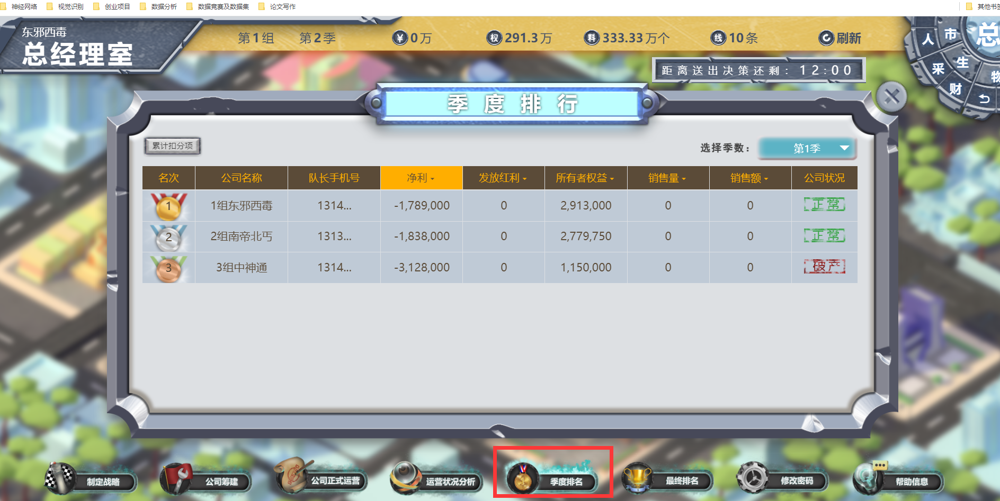 神经网络 视觉识别 创业项目 数据分析 数据竞赛及数据集 论文写作 其他书签
东邪西毒
总经理室
第1组 第2季 ¥ 0万 权 291.3万 料 333.33万个 线 10条 刷新
总
市
人
生
采
物
财
距离送出决策还剩: 12:00
季度排行
累计扣分项 选择季数: 第1季
名次 公司名称 队长手机号 净利 发放红利 所有者权益 销售量 销售额 公司状况
1 1组东邪西毒 1314... -1,789,000 0 2,913,000 0 0 正常
2 2组南帝北丐 1313... -1,838,000 0 2,779,750 0 0 正常
3 3组中神通 1314... -3,128,000 0 1,150,000 0 0 破产
制定战略 公司筹建 公司正式运营 运营状况分析 季度排名 最终排名 修改密码 帮助信息